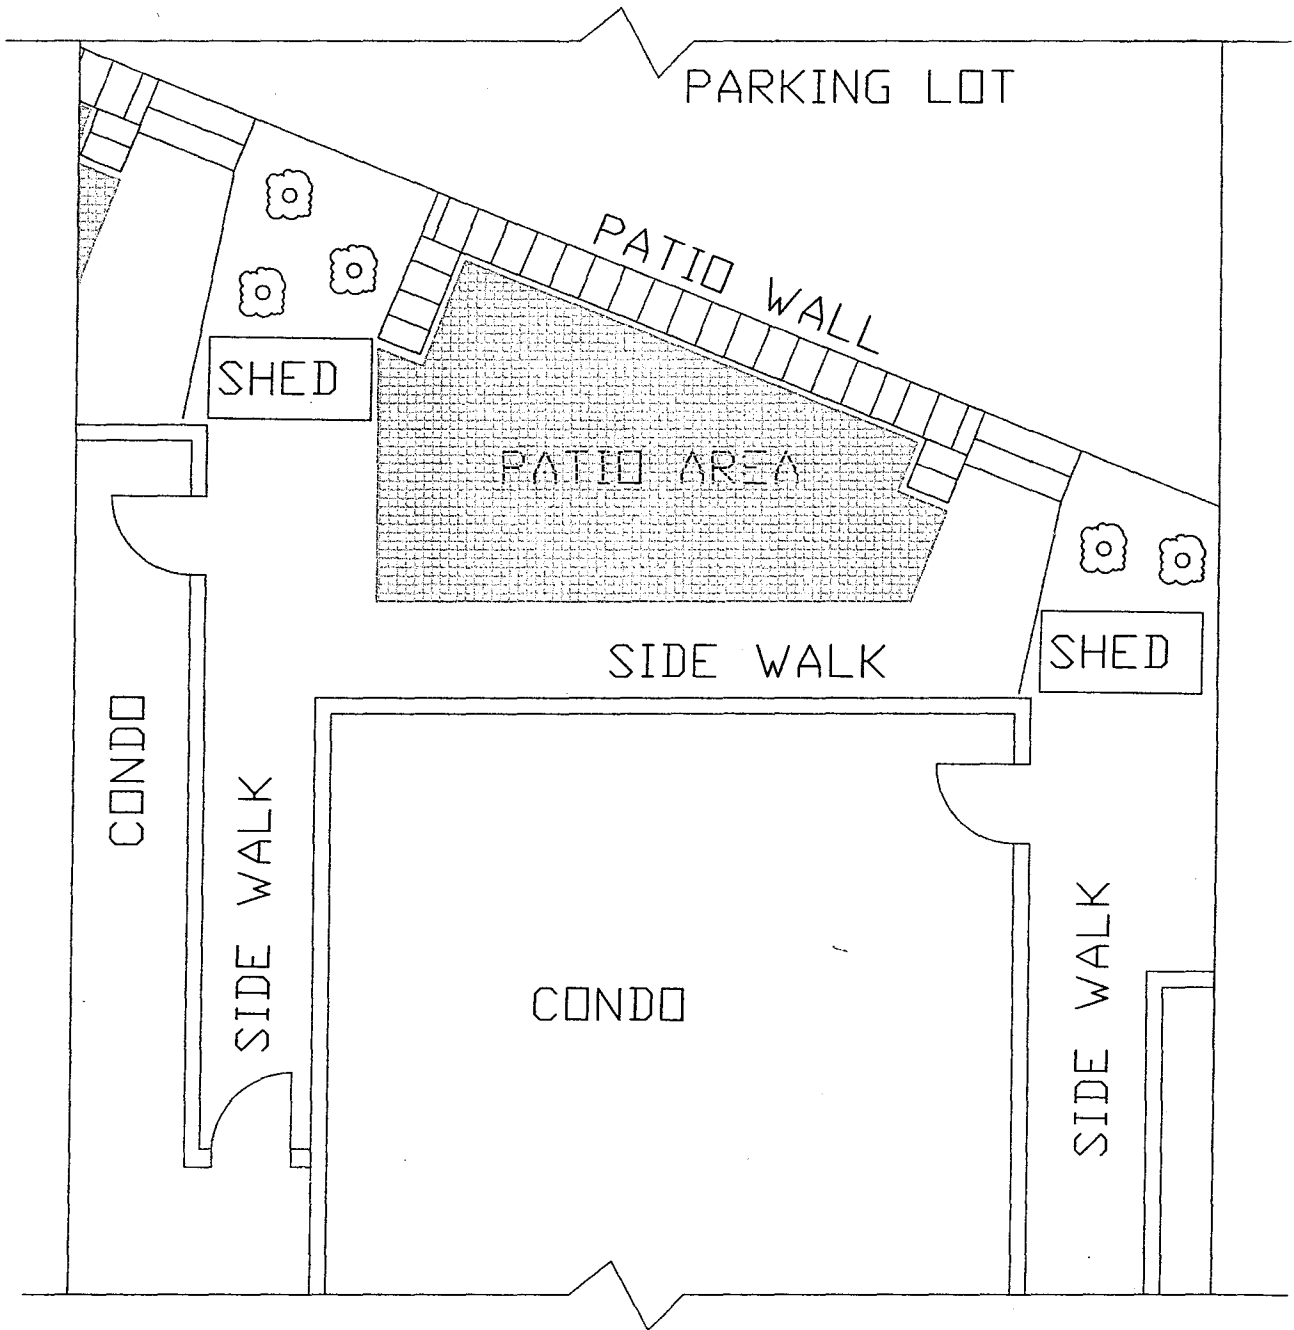 PARKING LOT
PATIO WALL
SHED
PATIO AREA
SIDE WALK
SHED
CONDO
SIDE WALK
CONDO
SIDE WALK